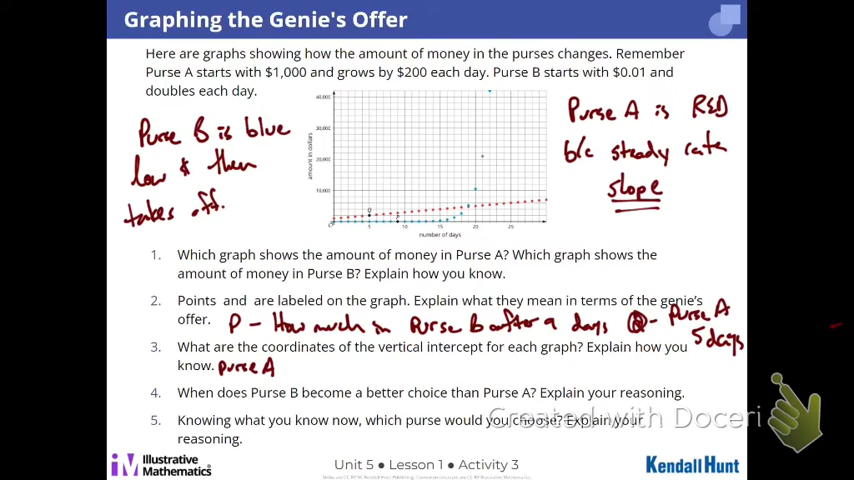 Graphing the Genie's Offer
Here are graphs showing how the amount of money in the purses changes. Remember
Purse A starts with $1,000 and grows by $200 each day. Purse B starts with $0.01 and
doubles each day.
Purse B is blue
low & then
takes off.
amount in dollars
40,000
30,000
20,000
10,000
O
Q
P
5
10
15
20
25
number of days
Purse A is RED
b/c steady rate
slope
1. Which graph shows the amount of money in Purse A? Which graph shows the
amount of money in Purse B? Explain how you know.
2. Points and are labeled on the graph. Explain what they mean in terms of the genie's
offer.
P - How much in Purse B after 9 days
Q - Purse A
5 days
3. What are the coordinates of the vertical intercept for each graph? Explain how you
know.
Purse A
4. When does Purse B become a better choice than Purse A? Explain your reasoning.
5. Knowing what you know now, which purse would you choose? Explain your
reasoning.
Created with Doceri
iM Illustrative
Mathematics®
Unit 5 ● Lesson 1 ● Activity 3
Kendall Hunt